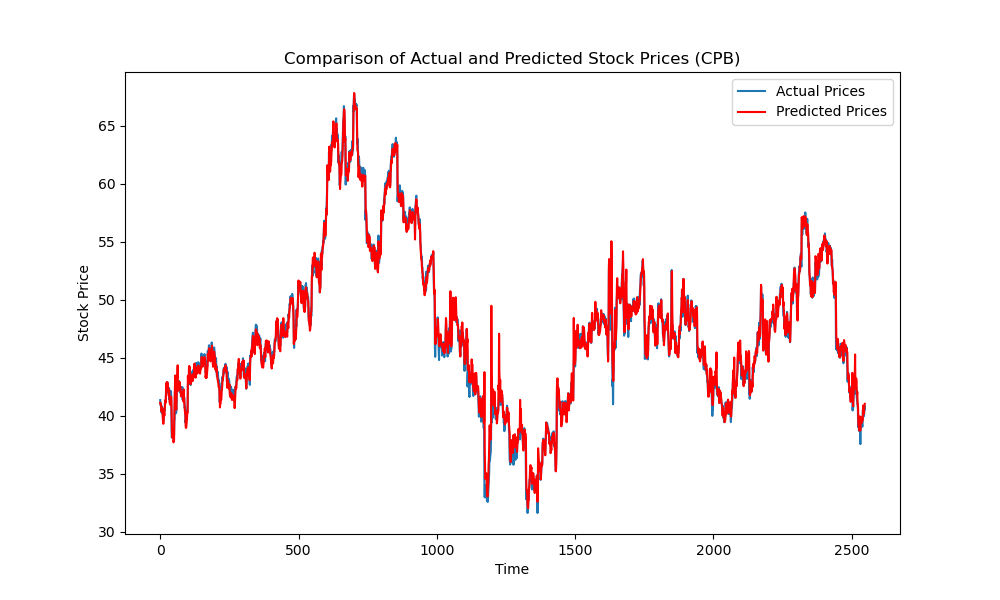 Comparison of Actual and Predicted Stock Prices (CPB)
Actual Prices
Predicted Prices
65
60
55
50
45
40
35
30
Stock Price
0
500
1000
1500
2000
2500
Time